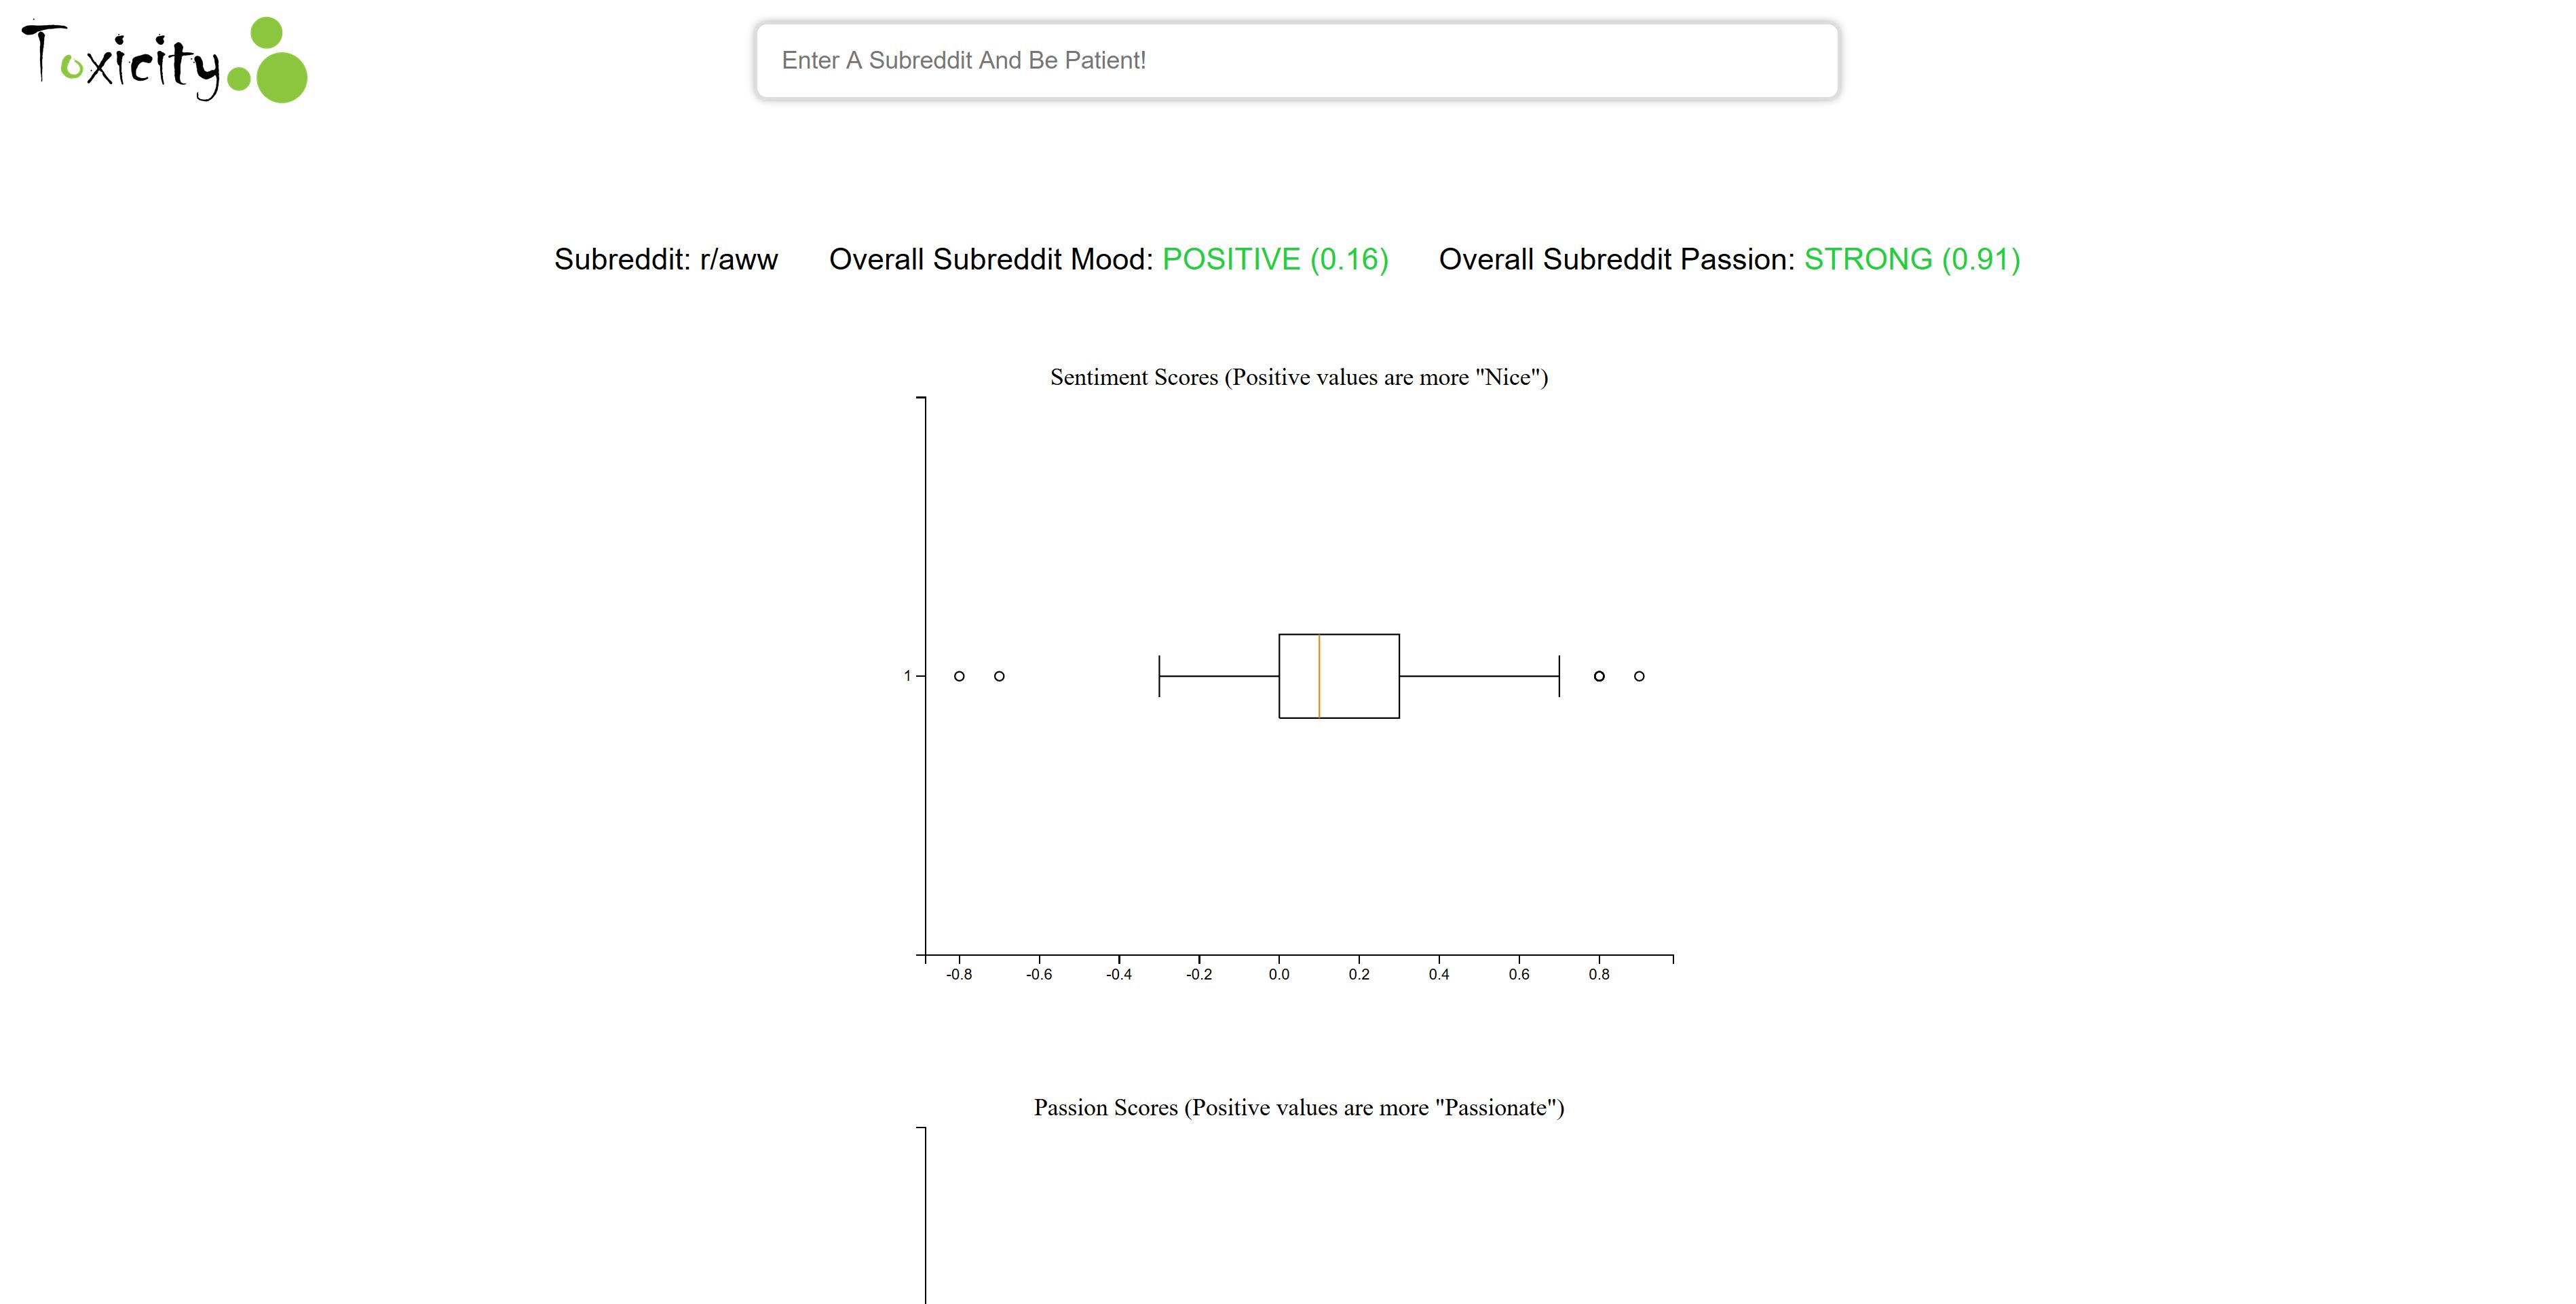 Toxicity
Enter A Subreddit And Be Patient!
Subreddit: r/aww Overall Subreddit Mood: POSITIVE (0.16) Overall Subreddit Passion: STRONG (0.91)
Sentiment Scores (Positive values are more "Nice")
1
-0.8 -0.6 -0.4 -0.2 0.0 0.2 0.4 0.6 0.8
Passion Scores (Positive values are more "Passionate")